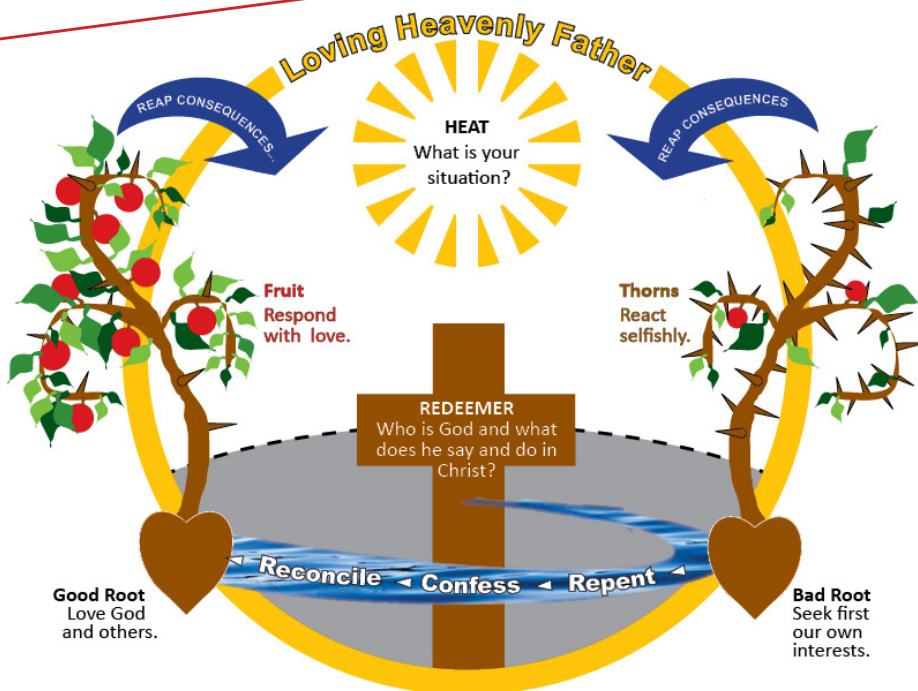 Loving Heavenly Father
REAP CONSEQUENCES...
REAP CONSEQUENCES
HEAT
What is your
situation?
Fruit
Respond
with love.
Thorns
React
selfishly.
REDEEMER
Who is God and what
does he say and do in
Christ?
Reconcile ◄ Confess ◄ Repent
Good Root
Love God
and others.
Bad Root
Seek first
our own
interests.